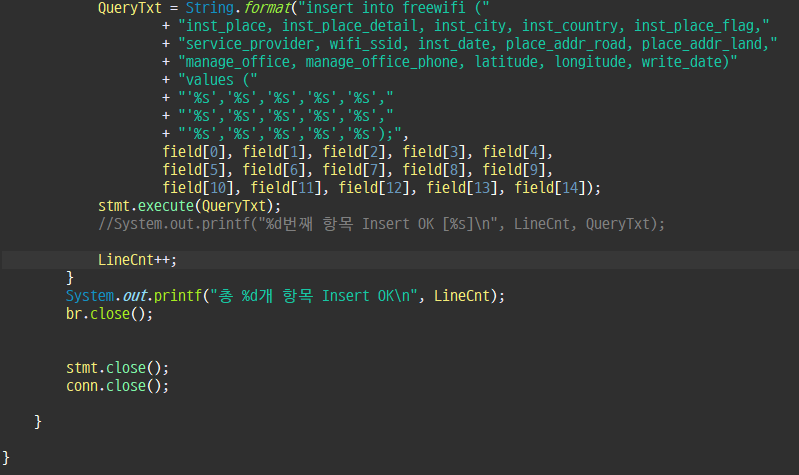 QueryTxt = String.format("insert into freewifi ("
+ "inst_place, inst_place_detail, inst_city, inst_country, inst_place_flag,"
+ "service_provider, wifi_ssid, inst_date, place_addr_road, place_addr_land,"
+ "manage_office, manage_office_phone, latitude, longitude, write_date)"
+ "values ("
+ "'%s','%s','%s','%s','%s',"
+ "'%s','%s','%s','%s','%s',"
+ "'%s','%s','%s','%s','%s');",
field[0], field[1], field[2], field[3], field[4],
field[5], field[6], field[7], field[8], field[9],
field[10], field[11], field[12], field[13], field[14]);
stmt.execute(QueryTxt);
//System.out.printf("%d번째 항목 Insert OK [%s]\n", LineCnt, QueryTxt);
LineCnt++;
}
System.out.printf("총 %d개 항목 Insert OK\n", LineCnt);
br.close();
stmt.close();
conn.close();
}
}